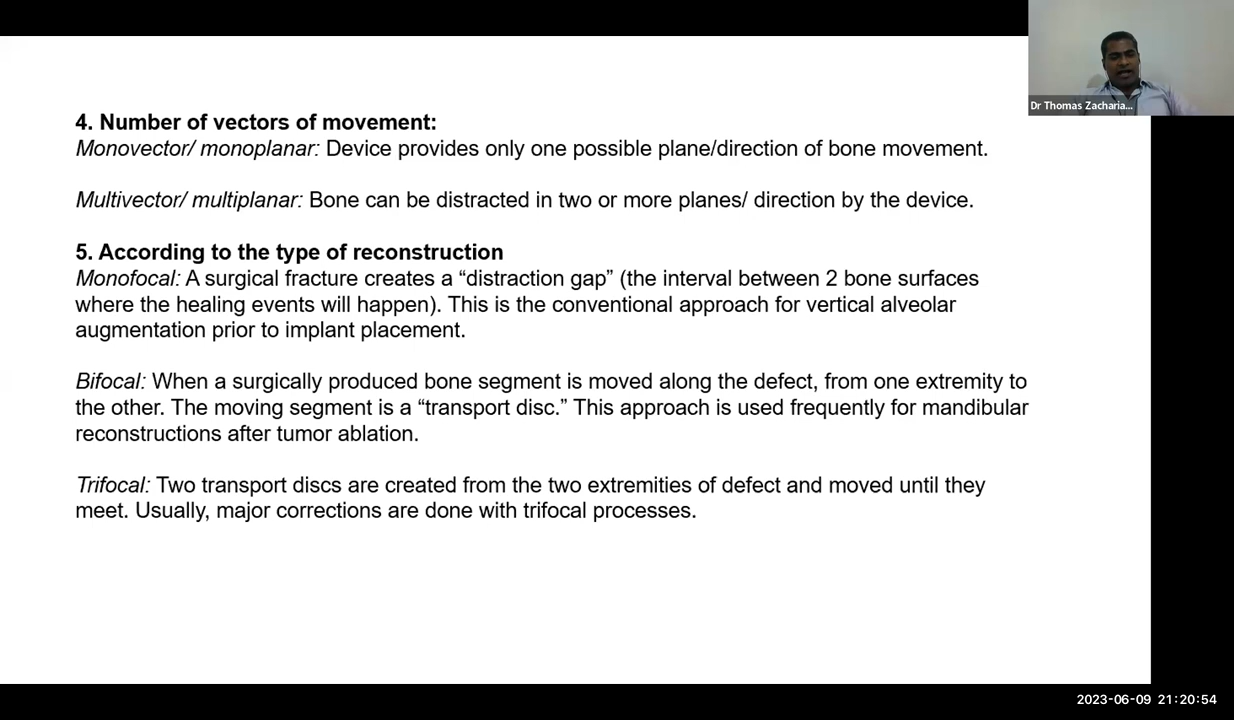 Dr Thomas Zacharia...
4. Number of vectors of movement:
Monovector/ monoplanar: Device provides only one possible plane/direction of bone movement.
Multivector/ multiplanar: Bone can be distracted in two or more planes/ direction by the device.
5. According to the type of reconstruction
Monofocal: A surgical fracture creates a “distraction gap” (the interval between 2 bone surfaces
where the healing events will happen). This is the conventional approach for vertical alveolar
augmentation prior to implant placement.
Bifocal: When a surgically produced bone segment is moved along the defect, from one extremity to
the other. The moving segment is a “transport disc.” This approach is used frequently for mandibular
reconstructions after tumor ablation.
Trifocal: Two transport discs are created from the two extremities of defect and moved until they
meet. Usually, major corrections are done with trifocal processes.
2023-06-09 21:20:54